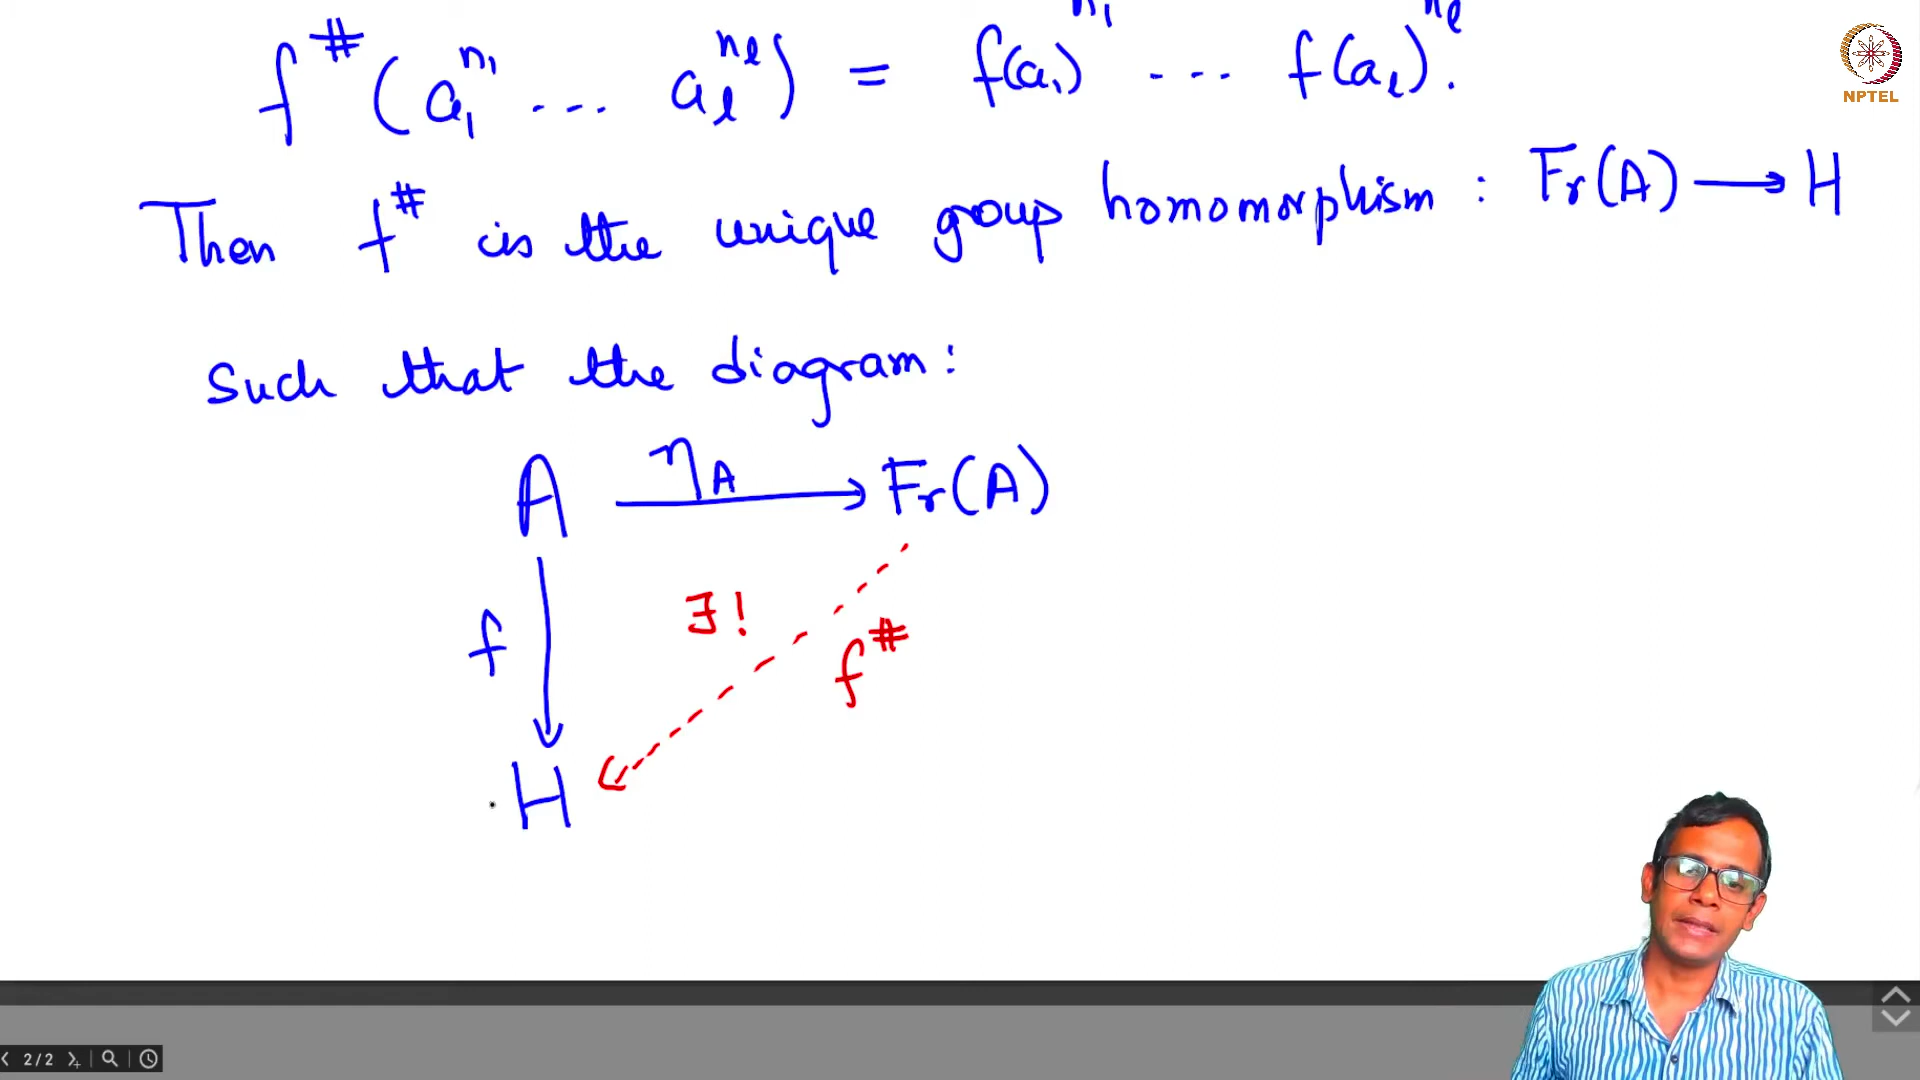 f^#(a_1^{n_1} ... a_l^{n_l}) = f(a_1)^{n_1} ... f(a_l)^{n_l}.
NPTEL
Then f^# is the unique group homomorphism : Fr(A) → H
Such that the diagram:
A η_A Fr(A)
∃!
f f^#
H
2/2